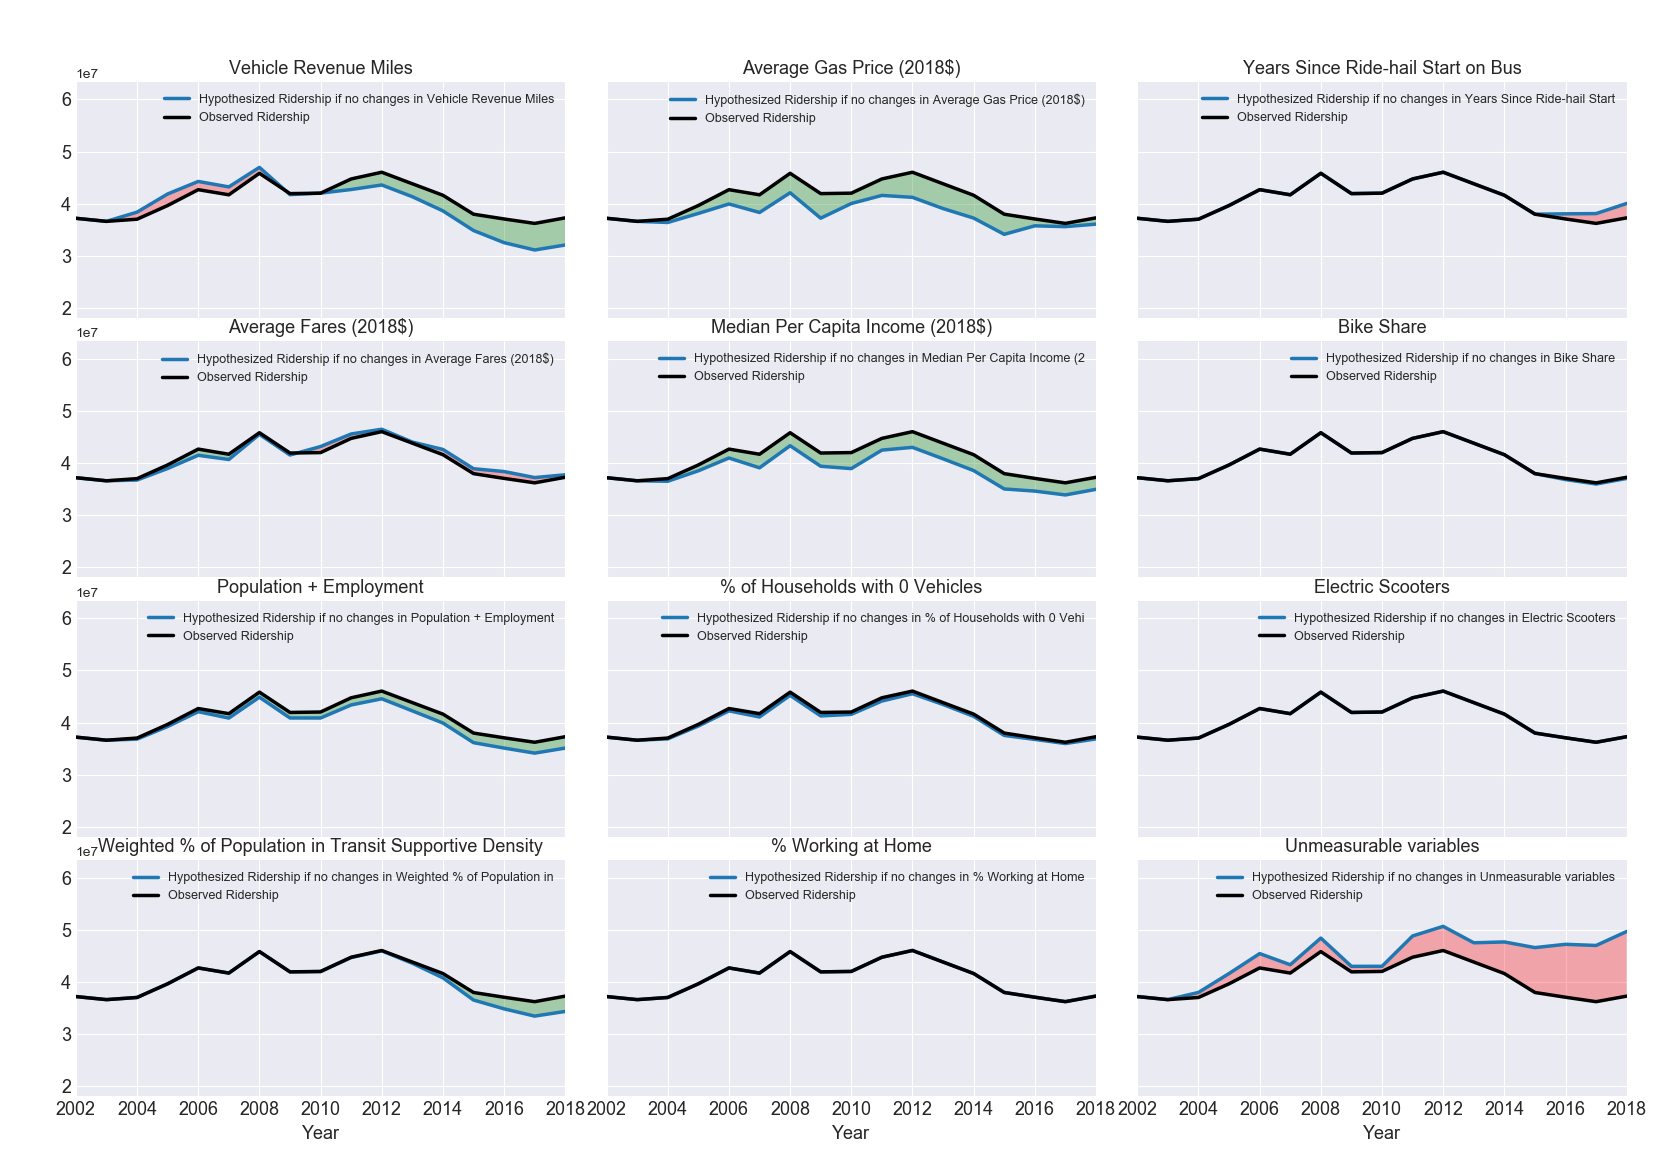 Vehicle Revenue Miles
Average Gas Price (2018$)
Years Since Ride-hail Start on Bus
1e7
Hypothesized Ridership if no changes in Vehicle Revenue Miles
Observed Ridership
Hypothesized Ridership if no changes in Average Gas Price (2018$)
Observed Ridership
Hypothesized Ridership if no changes in Years Since Ride-hail Start
Observed Ridership
6
5
4
3
2
Average Fares (2018$)
Median Per Capita Income (2018$)
Bike Share
1e7
Hypothesized Ridership if no changes in Average Fares (2018$)
Observed Ridership
Hypothesized Ridership if no changes in Median Per Capita Income (2
Observed Ridership
Hypothesized Ridership if no changes in Bike Share
Observed Ridership
6
5
4
3
2
Population + Employment
% of Households with 0 Vehicles
Electric Scooters
1e7
Hypothesized Ridership if no changes in Population + Employment
Observed Ridership
Hypothesized Ridership if no changes in % of Households with 0 Vehi
Observed Ridership
Hypothesized Ridership if no changes in Electric Scooters
Observed Ridership
6
5
4
3
2
Weighted % of Population in Transit Supportive Density
% Working at Home
Unmeasurable variables
1e7
Hypothesized Ridership if no changes in Weighted % of Population in
Observed Ridership
Hypothesized Ridership if no changes in % Working at Home
Observed Ridership
Hypothesized Ridership if no changes in Unmeasurable variables
Observed Ridership
6
5
4
3
2
2002 2004 2006 2008 2010 2012 2014 2016 2018
2002 2004 2006 2008 2010 2012 2014 2016 2018
2002 2004 2006 2008 2010 2012 2014 2016 2018
Year
Year
Year